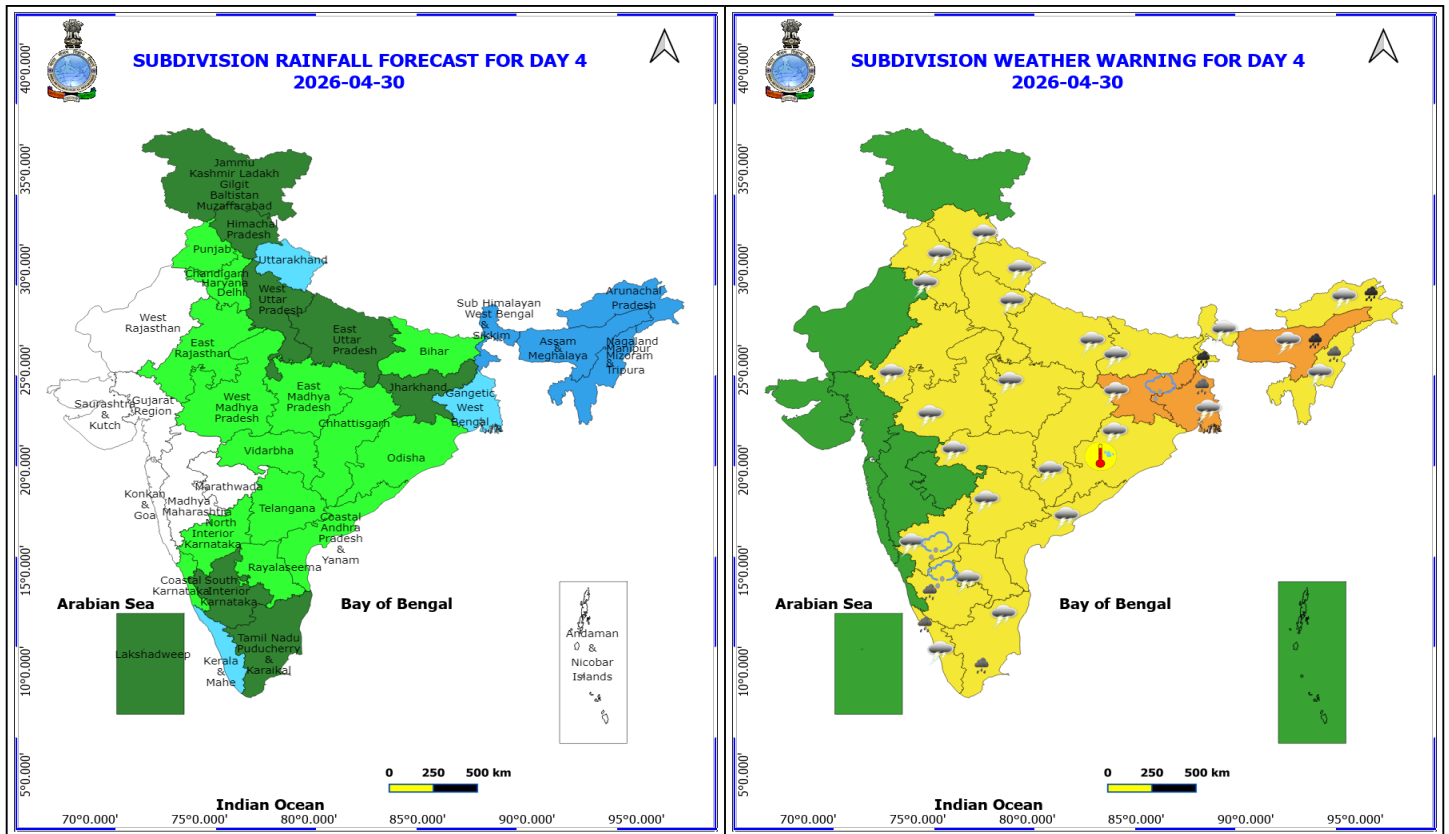 SUBDIVISION RAINFALL FORECAST FOR DAY 4
2026-04-30
40°0.000'
35°0.000'
30°0.000'
25°0.000'
20°0.000'
15°0.000'
10°0.000'
5°0.000'
Jammu
Kashmir Ladakh
Gilgit
Baltistan
Muzaffarabad
Himachal
Pradesh
Punjab
Uttarakhand
Chandigarh
Haryana
Delhi
West
Uttar
Pradesh
West
Rajasthan
East
Rajasthan
East
Uttar
Pradesh
Bihar
Sub Himalayan
West Bengal
&
Sikkim
Arunachal
Pradesh
Assam
&
Meghalaya
Nagaland
Manipur
Mizoram
&
Tripura
Jharkhand
Gangetic
West
Bengal
Saurashtra
&
Kutch
Gujarat
Region
West
Madhya
Pradesh
East
Madhya
Pradesh
Chhattisgarh
Vidarbha
Odisha
Konkan
&
Goa
Madhya
Maharashtra
Marathwada
Telangana
North
Interior
Karnataka
Coastal
Andhra
Pradesh
&
Yanam
Rayalaseema
Coastal
Karnataka
South
Interior
Karnataka
Arabian Sea
Bay of Bengal
Lakshadweep
Kerala
&
Mahe
Tamil Nadu
Puducherry
&
Karaikal
Andaman
&
Nicobar
Islands
0 250 500 km
Indian Ocean
70°0.000' 75°0.000' 80°0.000' 85°0.000' 90°0.000' 95°0.000'
SUBDIVISION WEATHER WARNING FOR DAY 4
2026-04-30
40°0.000'
35°0.000'
30°0.000'
25°0.000'
20°0.000'
15°0.000'
10°0.000'
5°0.000'
Arabian Sea
Bay of Bengal
0 250 500 km
Indian Ocean
70°0.000' 75°0.000' 80°0.000' 85°0.000' 90°0.000' 95°0.000'